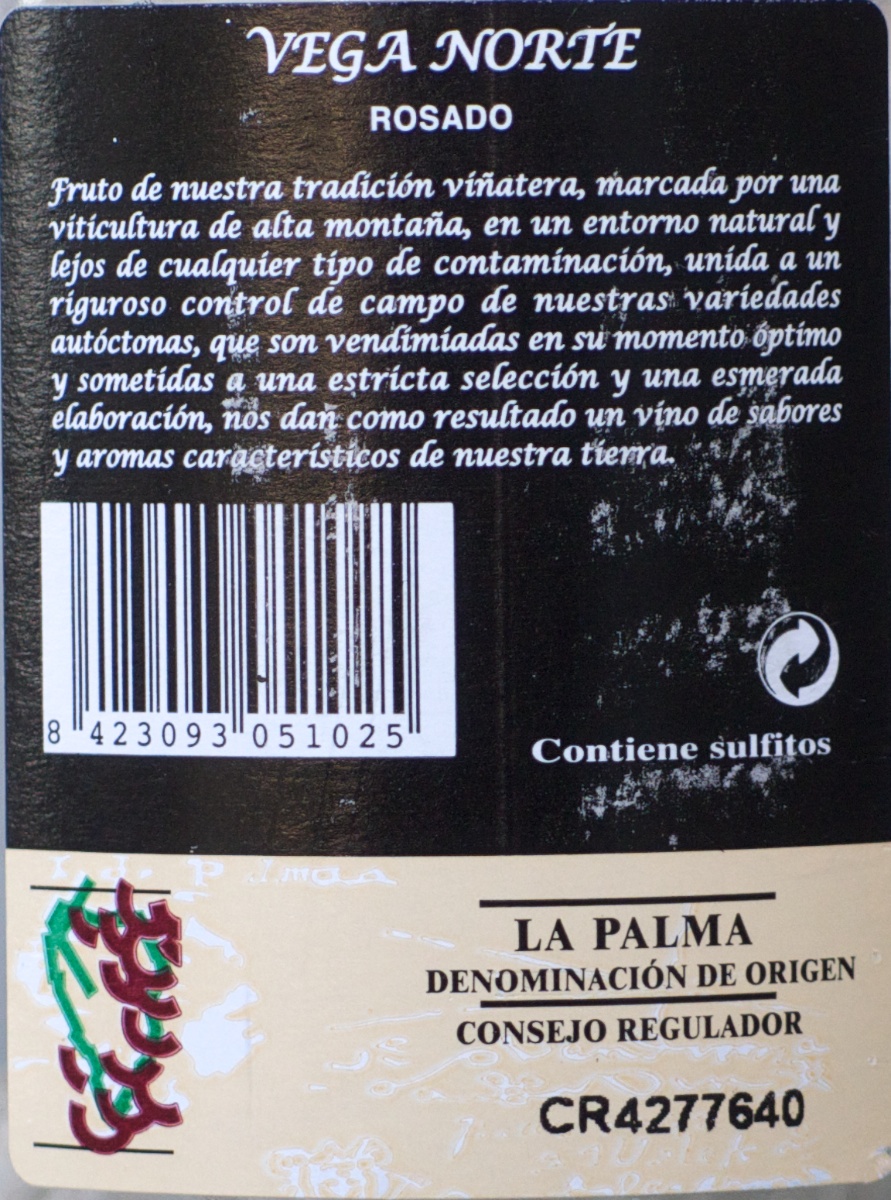 VEGA NORTE
ROSADO
Fruto de nuestra tradición viñatera, marcada por una
viticultura de alta montaña, en un entorno natural y
lejos de cualquier tipo de contaminación, unida a un
riguroso control de campo de nuestras variedades
autóctonas, que son vendimiadas en su momento óptimo
y sometidas a una estricta selección y una esmerada
elaboración, nos dan como resultado un vino de sabores
y aromas característicos de nuestra tierra.
8 423093 051025
Contiene sulfitos
LA PALMA
DENOMINACIÓN DE ORIGEN
CONSEJO REGULADOR
CR4277640